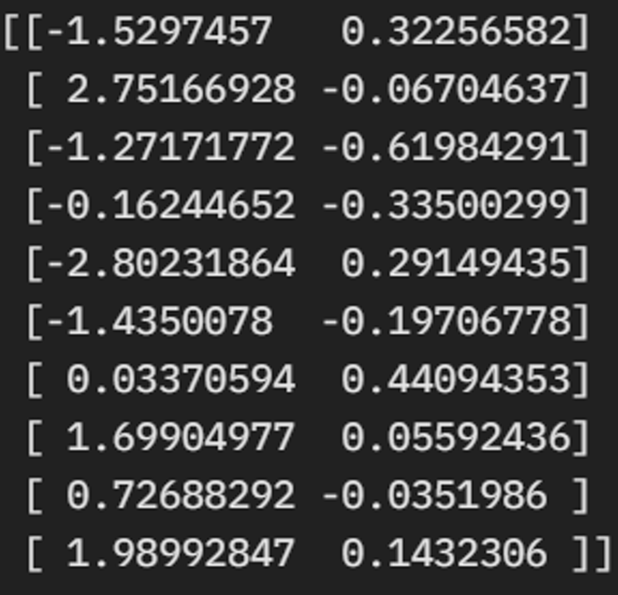 [[-1.5297457   0.32256582]
 [ 2.75166928 -0.06704637]
 [-1.27171772 -0.61984291]
 [-0.16244652 -0.33500299]
 [-2.80231864  0.29149435]
 [-1.4350078  -0.19706778]
 [ 0.03370594  0.44094353]
 [ 1.69904977  0.05592436]
 [ 0.72688292 -0.0351986 ]
 [ 1.98992847  0.1432306 ]]